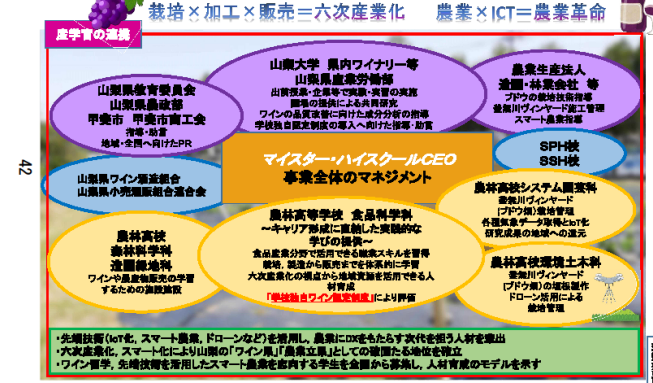 栽培×加工×販売＝六次産業化　農業×ICT＝農業革命
産学官の連携
山梨大学 県内ワイナリー等
山梨県産業労働部
出前授業・企業等で実験・実習の実施
圃場の提供による共同研究
ワインの品質改善に向けた成分分析の指導
学校独自認定制度の導入へ向けた指導・助言
山梨県教育委員会
山梨県農政部
甲斐市 甲斐市商工会
指導・助言
地域・全国へ向けたPR
農業生産法人
造園・林業会社 等
ブドウの栽培技術指導
登美川ヴィンヤード施工管理
スマート農業指導
マイスター・ハイスクールCEO
事業全体のマネジメント
SPH校
SSH校
山梨県ワイン酒造組合
山梨県小売酒販組合連合会
農林高校システム園芸科
ヴィンヤード
(ブドウ畑)栽培管理
各種気象データ取得とIoT化
研究成果の地域への還元
農林高等学校 食品科学科
～キャリア形成に直結した実践的な
学びの提供～
食品産業分野で活用できる職業スキルを習得
栽培、製造から販売までを体系的に学習
六次産業化の視点から地域実態を活用できる人
材育成
「学校独自ワイン認定制度」により評価
農林高校
森林科学科
造園緑地科
ワインや農産物販売の学習
するための施設施設
農林高校環境土木科
ヴィンヤード
(ブドウ畑)の垣根製作
ドローン活用による
栽培管理
・先端技術(IoT化、スマート農業、ドローンなど)を活用し、農業にDXをもたらす次代を担う人材を輩出
・六次産業化、スマート化により山梨の「ワイン県」「農業立県」としての確固たる地位を確立
・ワイン留学、先端技術を活用したスマート農業を志向する学生を全国から募集し、人材育成のモデルを示す
42